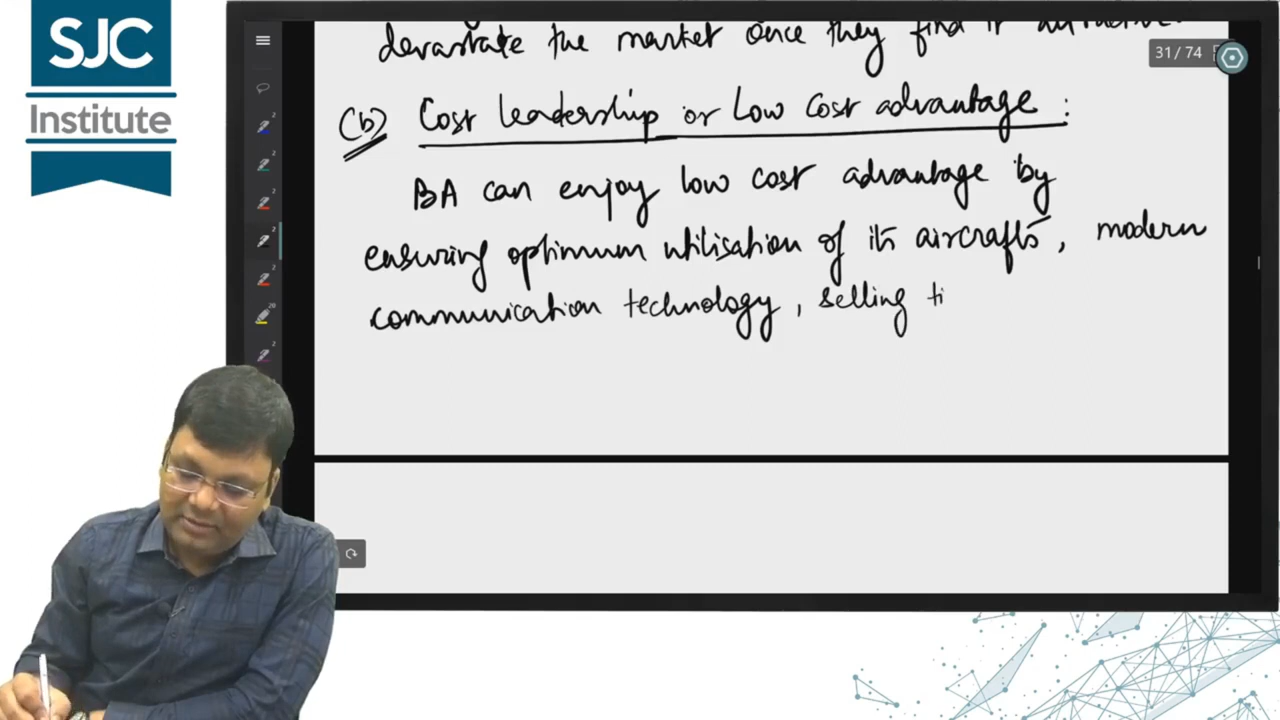 SJC
Institute
31 / 74
devastate the market once they find it attractive
(b) Cost leadership or Low Cost advantage :
BA can enjoy low cost advantage by
ensuring optimum utilisation of its aircrafts, modern
communication technology, selling ti